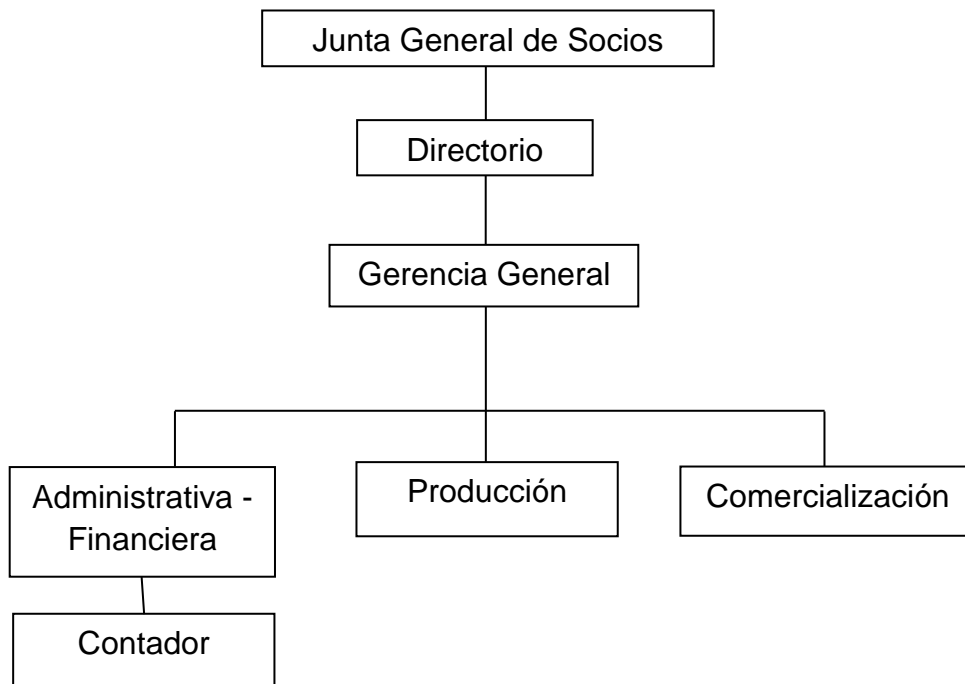 Junta General de Socios
Directorio
Gerencia General
Administrativa -
Financiera
Producción
Comercialización
Contador